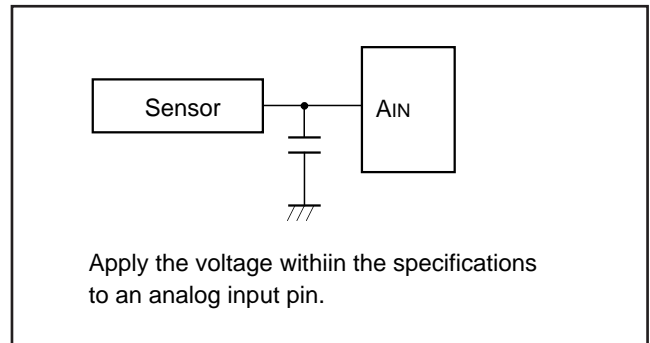 Sensor
AIN
Apply the voltage withiin the specifications
to an analog input pin.